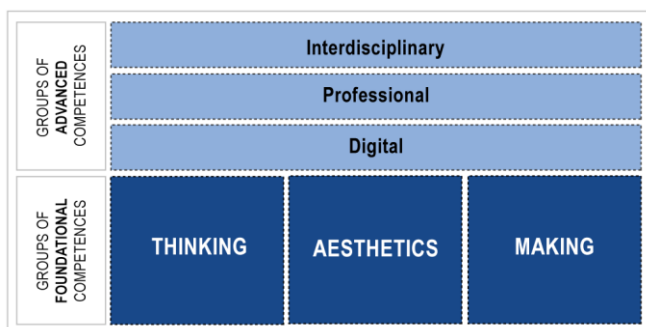 GROUPS OF
ADVANCED
COMPETENCES
Interdisciplinary
Professional
Digital
GROUPS OF
FOUNDATIONAL
COMPETENCES
THINKING
AESTHETICS
MAKING